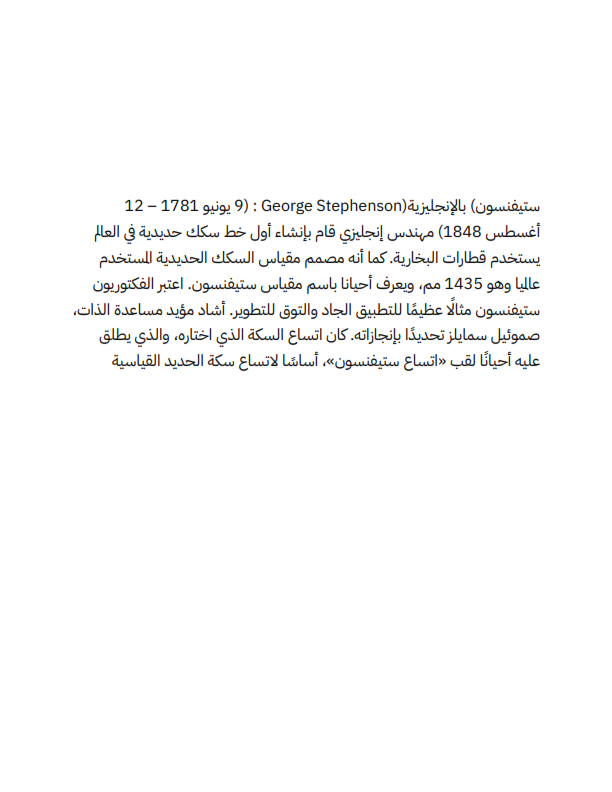 ستيفنسون) بالإنجليزية(George Stephenson : (9 يونيو 1781 – 12
أغسطس 1848) مهندس إنجليزي قام بإنشاء أول خط سكك حديدية في العالم
يستخدم قطارات البخارية. كما أنه مصمم مقياس السكك الحديدية المستخدم
عالميا وهو 1435 مم، ويعرف أحيانا باسم مقياس ستيفنسون. اعتبر الفكتوريون
ستيفنسون مثالًا عظيمًا للتطبيق الجاد والتوق للتطوير. أشاد مؤيد مساعدة الذات،
صموئيل سمايلز تحديدًا بإنجازاته. كان اتساع السكة الذي اختاره، والذي يطلق
عليه أحيانًا لقب «اتساع ستيفنسون»، أساسًا لاتساع سكة الحديد القياسية